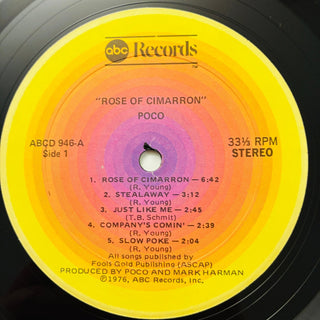 abc Records
"ROSE OF CIMARRON"
POCO
ABCD 946-A
Side 1
33⅓ RPM
STEREO
1. ROSE OF CIMARRON — 6:42
(R. Young)
2. STEALAWAY — 3:12
(R. Young)
3. JUST LIKE ME — 2:45
(T.B. Schmit)
4. COMPANY'S COMIN' — 2:39
(R. Young)
5. SLOW POKE — 2:04
(R. Young)
All songs published by
Fools Gold Publishing (ASCAP)
PRODUCED BY POCO AND MARK HARMAN
℗1976, ABC Records, Inc.